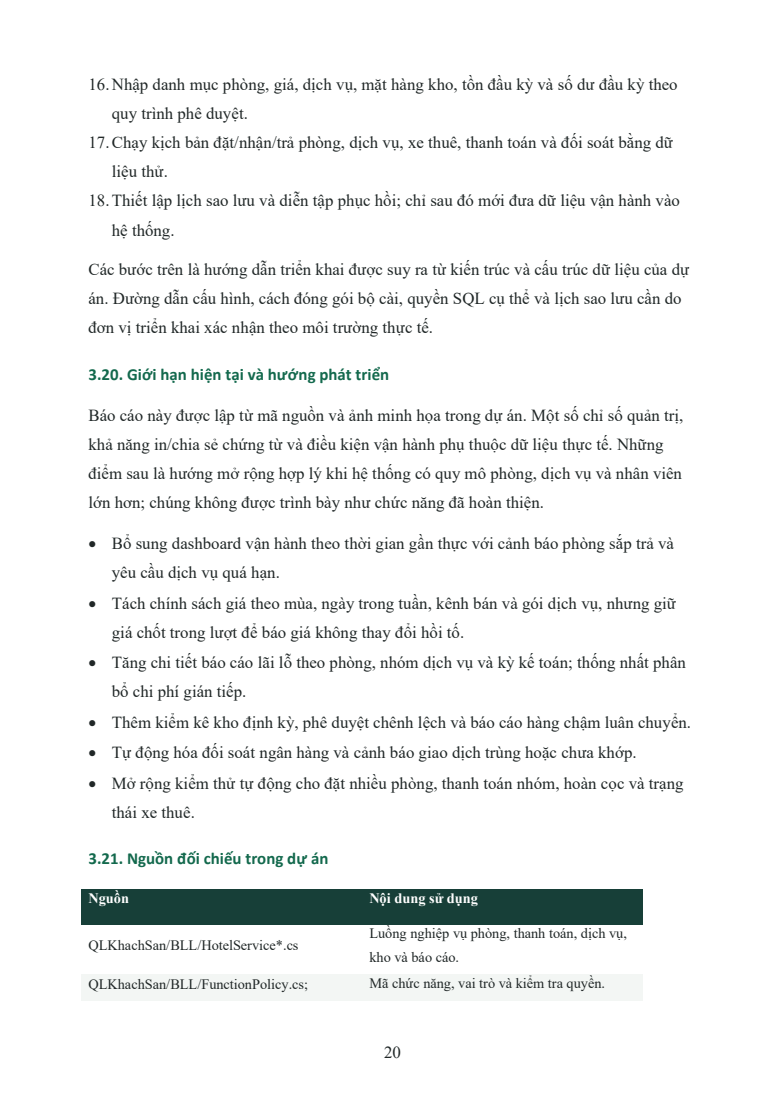 16. Nhập danh mục phòng, giá, dịch vụ, mặt hàng kho, tồn đầu kỳ và số dư đầu kỳ theo
quy trình phê duyệt.
17. Chạy kịch bản đặt/nhận/trả phòng, dịch vụ, xe thuê, thanh toán và đối soát bằng dữ
liệu thử.
18. Thiết lập lịch sao lưu và diễn tập phục hồi; chỉ sau đó mới đưa dữ liệu vận hành vào
hệ thống.
Các bước trên là hướng dẫn triển khai được suy ra từ kiến trúc và cấu trúc dữ liệu của dự
án. Đường dẫn cấu hình, cách đóng gói bộ cài, quyền SQL cụ thể và lịch sao lưu cần do
đơn vị triển khai xác nhận theo môi trường thực tế.
3.20. Giới hạn hiện tại và hướng phát triển
Báo cáo này được lập từ mã nguồn và ảnh minh họa trong dự án. Một số chỉ số quản trị,
khả năng in/chia sẻ chứng từ và điều kiện vận hành phụ thuộc dữ liệu thực tế. Những
điểm sau là hướng mở rộng hợp lý khi hệ thống có quy mô phòng, dịch vụ và nhân viên
lớn hơn; chúng không được trình bày như chức năng đã hoàn thiện.
• Bổ sung dashboard vận hành theo thời gian gần thực với cảnh báo phòng sắp trả và
yêu cầu dịch vụ quá hạn.
• Tách chính sách giá theo mùa, ngày trong tuần, kênh bán và gói dịch vụ, nhưng giữ
giá chốt trong lượt để báo giá không thay đổi hồi tố.
• Tăng chi tiết báo cáo lãi lỗ theo phòng, nhóm dịch vụ và kỳ kế toán; thống nhất phân
bổ chi phí gián tiếp.
• Thêm kiểm kê kho định kỳ, phê duyệt chênh lệch và báo cáo hàng chậm luân chuyển.
• Tự động hóa đối soát ngân hàng và cảnh báo giao dịch trùng hoặc chưa khớp.
• Mở rộng kiểm thử tự động cho đặt nhiều phòng, thanh toán nhóm, hoàn cọc và trạng
thái xe thuê.
3.21. Nguồn đối chiếu trong dự án
Nguồn Nội dung sử dụng
QLKhachSan/BLL/HotelService*.cs Luồng nghiệp vụ phòng, thanh toán, dịch vụ,
kho và báo cáo.
QLKhachSan/BLL/FunctionPolicy.cs; Mã chức năng, vai trò và kiểm tra quyền.
20